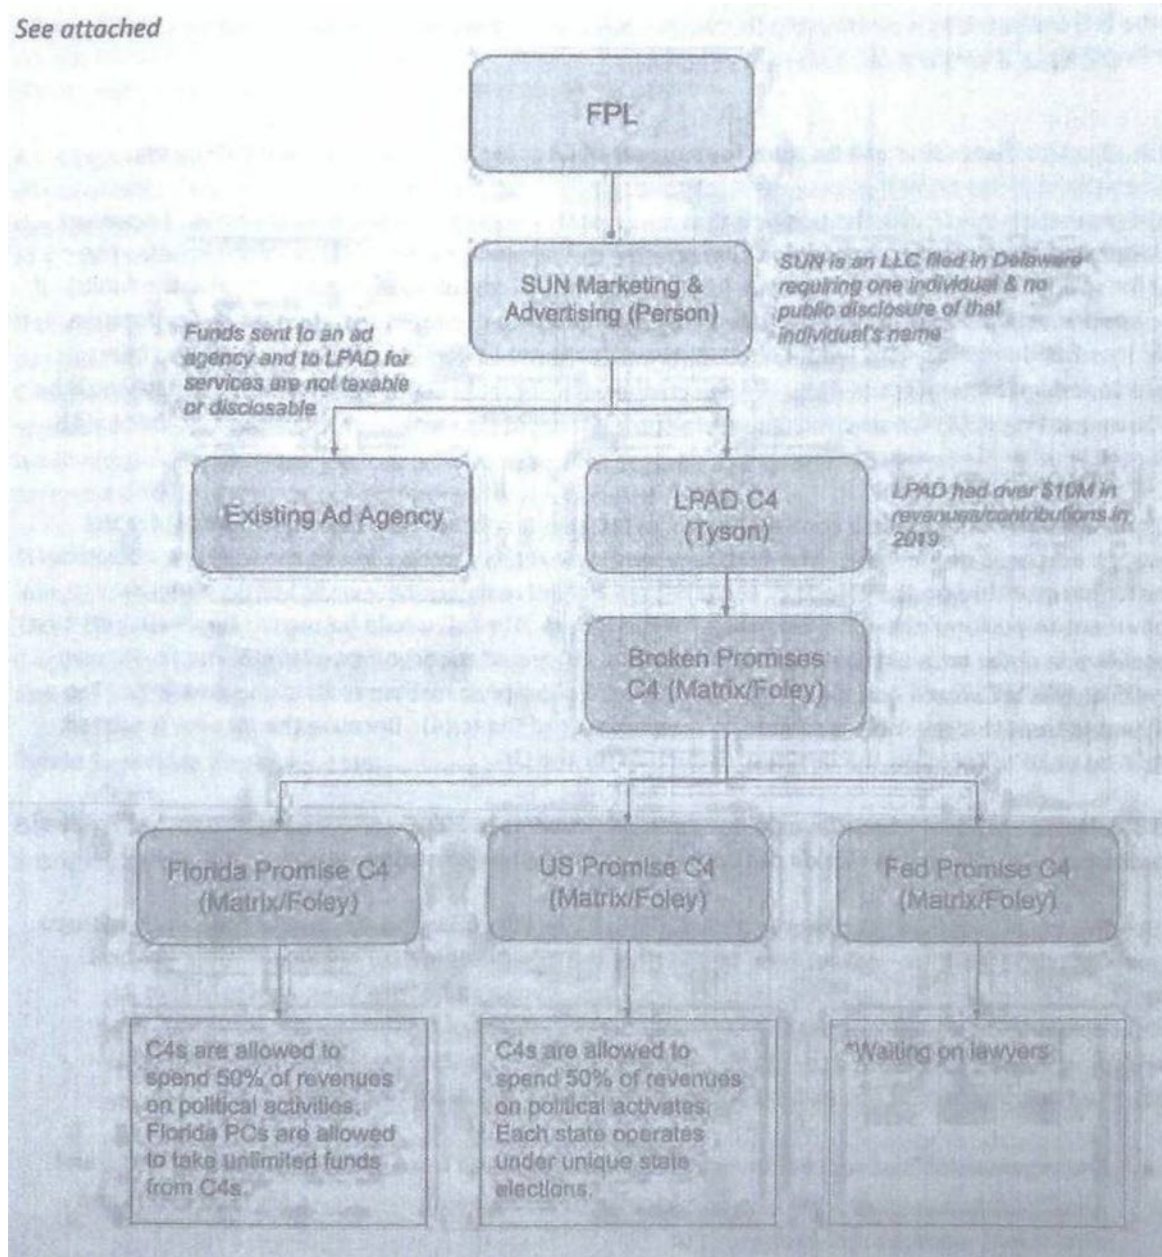 See attached
FPL
SUN Marketing &
Advertising (Person)
SUN is an LLC filed in Delaware
requiring one individual & no
public disclosure of that
individual's name
Funds sent to an ad
agency and to LPAD for
services are not taxable
or disclosable
Existing Ad Agency
LPAD C4
(Tyson)
LPAD had over $10M in
revenues/contributions in
2019
Broken Promises
C4 (Matrix/Foley)
Florida Promise C4
(Matrix/Foley)
US Promise C4
(Matrix/Foley)
Fed Promise C4
(Matrix/Foley)
C4s are allowed to
spend 50% of revenues
on political activities.
Florida PCs are allowed
to take unlimited funds
from C4s.
C4s are allowed to
spend 50% of revenues
on political activates.
Each state operates
under unique state
elections.
*Waiting on lawyers